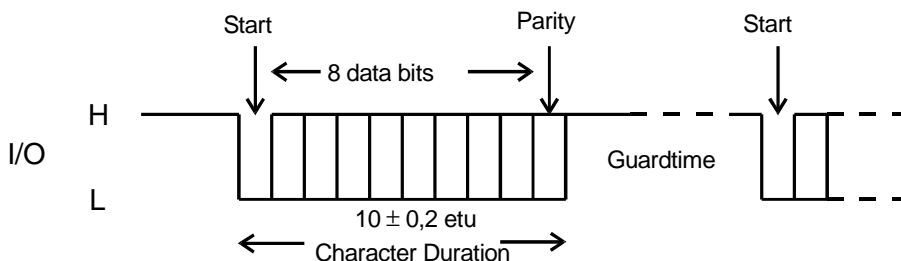 Start Parity Start
8 data bits
H
I/O
Guardtime
L
10 ± 0,2 etu
Character Duration